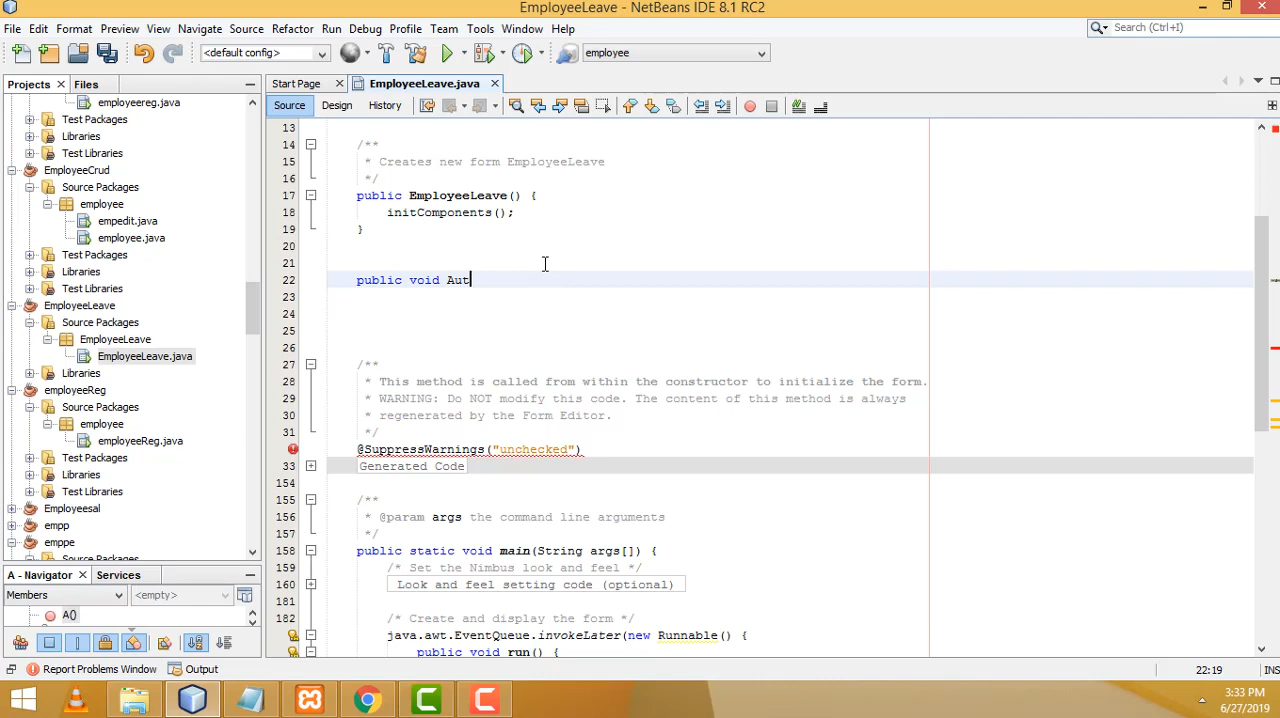 EmployeeLeave - NetBeans IDE 8.1 RC2
File Edit Format Preview View Navigate Source Refactor Run Debug Profile Team Tools Window Help
Search (Ctrl+I)
<default config>
employee
Projects Files
Start Page EmployeeLeave.java
Source Design History
employeereg.java
Test Packages
Libraries
Test Libraries
EmployeeCrud
Source Packages
employee
empedit.java
employee.java
Test Packages
Libraries
Test Libraries
EmployeeLeave
Source Packages
EmployeeLeave
EmployeeLeave.java
Libraries
employeeReg
Source Packages
employee
employeeReg.java
Test Packages
Libraries
Test Libraries
Employeesal
empp
emppe
Source Packages
A - Navigator Services
Members <empty>
A()
13
14 /**
15 * Creates new form EmployeeLeave
16 */
17 public EmployeeLeave() {
18 initComponents();
19 }
20
21
22 public void Aut
23
24
25
26
27 /**
28 * This method is called from within the constructor to initialize the form.
29 * WARNING: Do NOT modify this code. The content of this method is always
30 * regenerated by the Form Editor.
31 */
@SuppressWarnings("unchecked")
33 Generated Code
154
155 /**
156 * @param args the command line arguments
157 */
158 public static void main(String args[]) {
159 /* Set the Nimbus look and feel */
160 Look and feel setting code (optional)
181
182 /* Create and display the form */
java.awt.EventQueue.invokeLater(new Runnable() {
public void run() {
Report Problems Window Output
22:19 INS
3:33 PM
6/27/2019